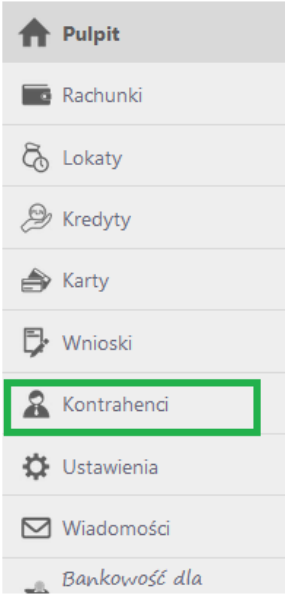 Pulpit
Rachunki
Lokaty
Kredyty
Karty
Wnioski
Kontrahenci
Ustawienia
Wiadomości
Bankowość dla